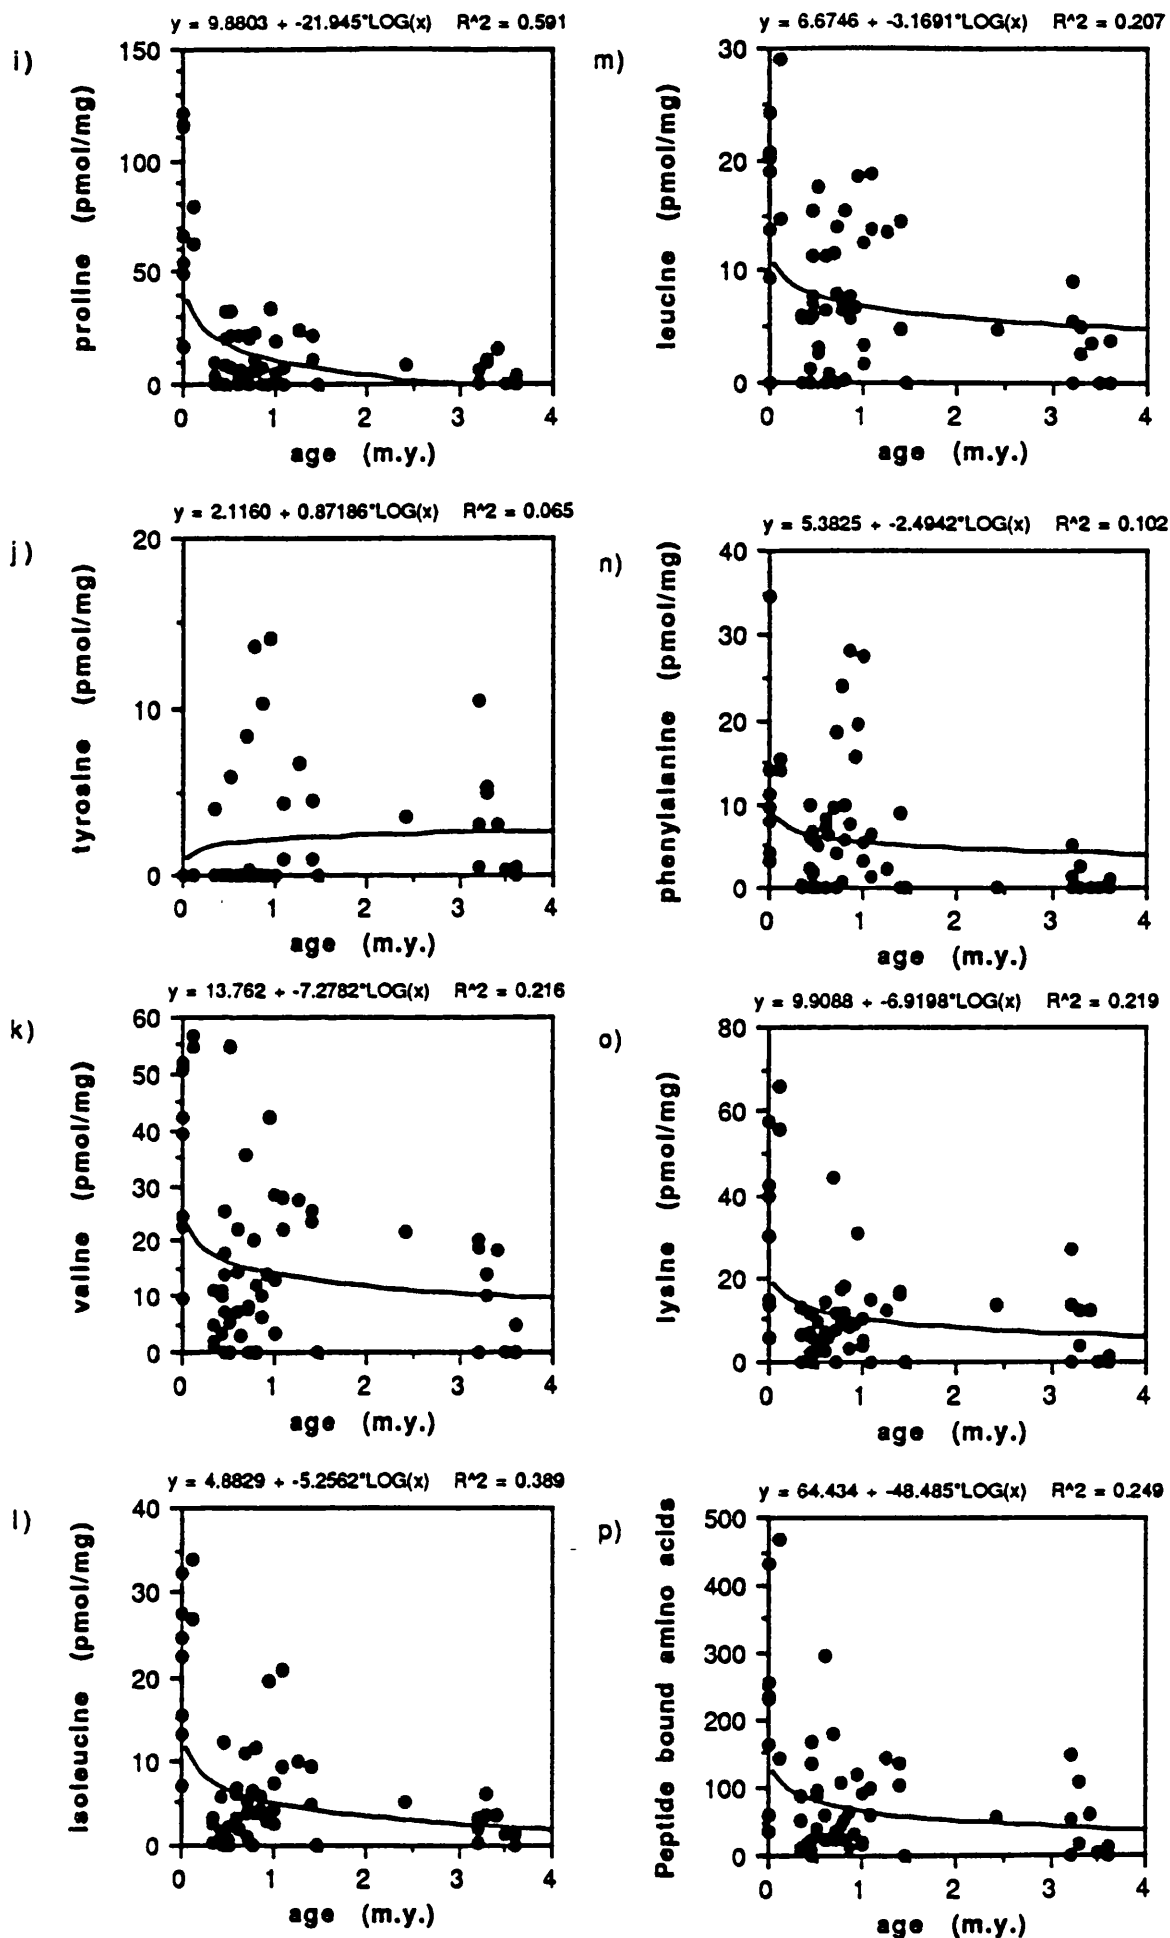 i)
y = 9.8803 + -21.945*LOG(x) R^2 = 0.591
proline (pmol/mg)
150
100
50
0
0 1 2 3 4
age (m.y.)
m)
y = 6.6746 + -3.1691*LOG(x) R^2 = 0.207
leucine (pmol/mg)
30
20
10
0
0 1 2 3 4
age (m.y.)
j)
y = 2.1160 + 0.87186*LOG(x) R^2 = 0.065
tyrosine (pmol/mg)
20
10
0
0 1 2 3 4
age (m.y.)
n)
y = 5.3825 + -2.4942*LOG(x) R^2 = 0.102
phenylalanine (pmol/mg)
40
30
20
10
0
0 1 2 3 4
age (m.y.)
k)
y = 13.762 + -7.2782*LOG(x) R^2 = 0.216
valine (pmol/mg)
60
50
40
30
20
10
0
0 1 2 3 4
age (m.y.)
o)
y = 9.9088 + -6.9198*LOG(x) R^2 = 0.219
lysine (pmol/mg)
80
60
40
20
0
0 1 2 3 4
age (m.y.)
l)
y = 4.8829 + -5.2562*LOG(x) R^2 = 0.389
isoleucine (pmol/mg)
40
30
20
10
0
0 1 2 3 4
age (m.y.)
p)
y = 64.434 + -48.485*LOG(x) R^2 = 0.249
Peptide bound amino acids
500
400
300
200
100
0
0 1 2 3 4
age (m.y.)